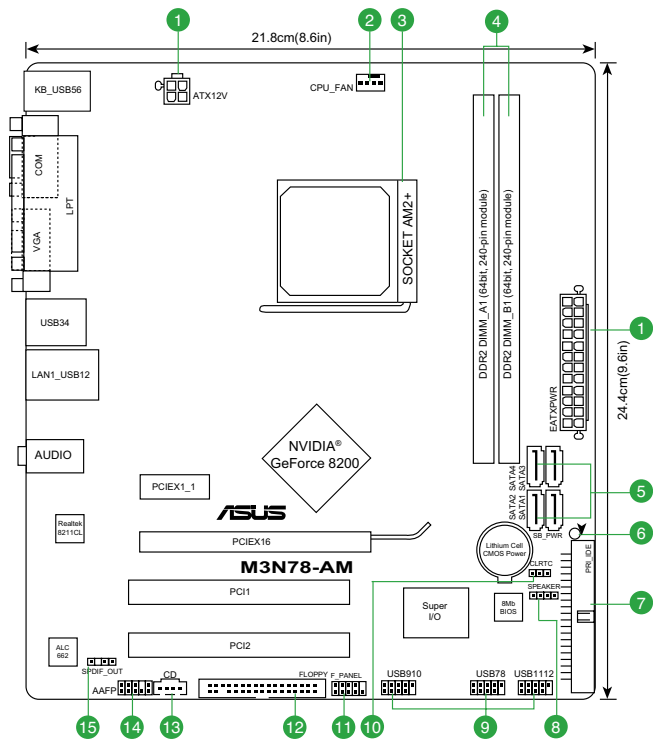 1
2
3
4
21.8cm(8.6in)
KB_USB56
ATX12V
CPU_FAN
COM
LPT
VGA
SOCKET AM2+
DDR2 DIMM_A1 (64bit, 240-pin module)
DDR2 DIMM_B1 (64bit, 240-pin module)
USB34
1
EATXPWR
24.4cm(9.6in)
LAN1_USB12
AUDIO
NVIDIA®
GeForce 8200
SATA4
SATA3
SATA2
SATA1
5
PCIEX1_1
Realtek
8211CL
ASUS
SB_PWR
6
PCIEX16
Lithium Cell
CMOS Power
PRI_IDE
M3N78-AM
CLRTC
SPEAKER
PCI1
Super
I/O
8Mb
BIOS
7
PCI2
ALC
662
SPDIF_OUT
CD
FLOPPY
F_PANEL
USB910
USB78
USB1112
AAFP
15
14
13
12
11
10
9
8